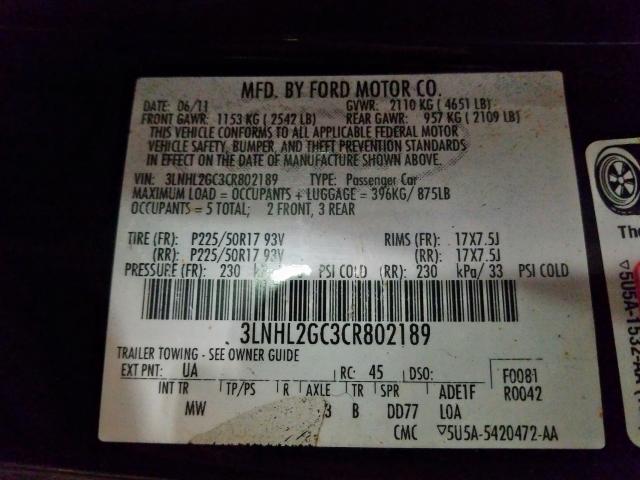 MFD. BY FORD MOTOR CO.
DATE: 06/11 GVWR: 2110 KG ( 4651 LB)
FRONT GAWR: 1153 KG ( 2542 LB) REAR GAWR: 957 KG ( 2109 LB)
THIS VEHICLE CONFORMS TO ALL APPLICABLE FEDERAL MOTOR
VEHICLE SAFETY, BUMPER, AND THEFT PREVENTION STANDARDS
IN EFFECT ON THE DATE OF MANUFACTURE SHOWN ABOVE.
VIN: 3LNHL2GC3CR802189 TYPE: Passenger Car
MAXIMUM LOAD = OCCUPANTS + LUGGAGE = 396KG/ 875LB
OCCUPANTS = 5 TOTAL; 2 FRONT, 3 REAR
TIRE (FR): P225/50R17 93V RIMS (FR): 17X7.5J
(RR): P225/50R17 93V (RR): 17X7.5J
PRESSURE (FR): 230 PSI COLD (RR): 230 kPa/ 33 PSI COLD
3LNHL2GC3CR802189
TRAILER TOWING - SEE OWNER GUIDE
EXT PNT: UA RC: 45 DSO: F0081
INT TR TP/PS R AXLE TR SPR ADE1F R0042
MW 3 B DD77 LOA
CMC ▽5U5A-5420472-AA
The